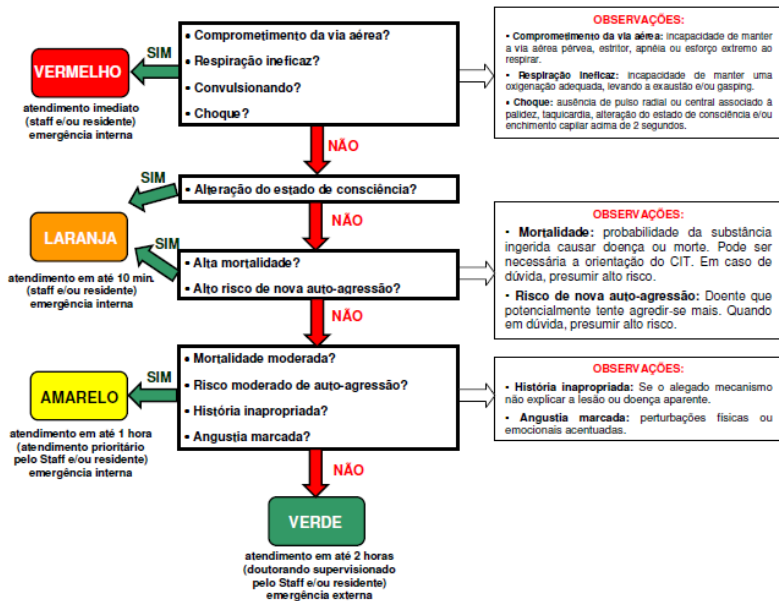 • Comprometimento da via aérea?
• Respiração ineficaz?
• Convulsionando?
• Choque?
SIM
VERMELHO
atendimento imediato
(staff e/ou residente)
emergência interna
OBSERVAÇÕES:
• Comprometimento da via aérea: incapacidade de manter
a via aérea pérvea, estritor, apnéia ou esforço extremo ao
respirar.
• Respiração Ineficaz: incapacidade de manter uma
oxigenação adequada, levando a exaustão e/ou gasping.
• Choque: ausência de pulso radial ou central associado à
palidez, taquicardia, alteração do estado de consciência e/ou
enchimento capilar acima de 2 segundos.
NÃO
SIM
• Alteração do estado de consciência?
NÃO
LARANJA
SIM
atendimento em até 10 min.
(staff e/ou residente)
emergência interna
• Alta mortalidade?
• Alto risco de nova auto-agressão?
OBSERVAÇÕES:
• Mortalidade: probabilidade da substância
ingerida causar doença ou morte. Pode ser
necessária a orientação do CIT. Em caso de
dúvida, presumir alto risco.
• Risco de nova auto-agressão: Doente que
potencialmente tente agredir-se mais. Quando
em dúvida, presumir alto risco.
NÃO
• Mortalidade moderada?
• Risco moderado de auto-agressão?
• História inapropriada?
• Angustia marcada?
SIM
AMARELO
atendimento em até 1 hora
(atendimento prioritário
pelo Staff e/ou residente)
emergência interna
OBSERVAÇÕES:
• História inapropriada: Se o alegado mecanismo
não explicar a lesão ou doença aparente.
• Angustia marcada: perturbações físicas ou
emocionais acentuadas.
NÃO
VERDE
atendimento em até 2 horas
(doutorando supervisionado
pelo Staff e/ou residente)
emergência externa